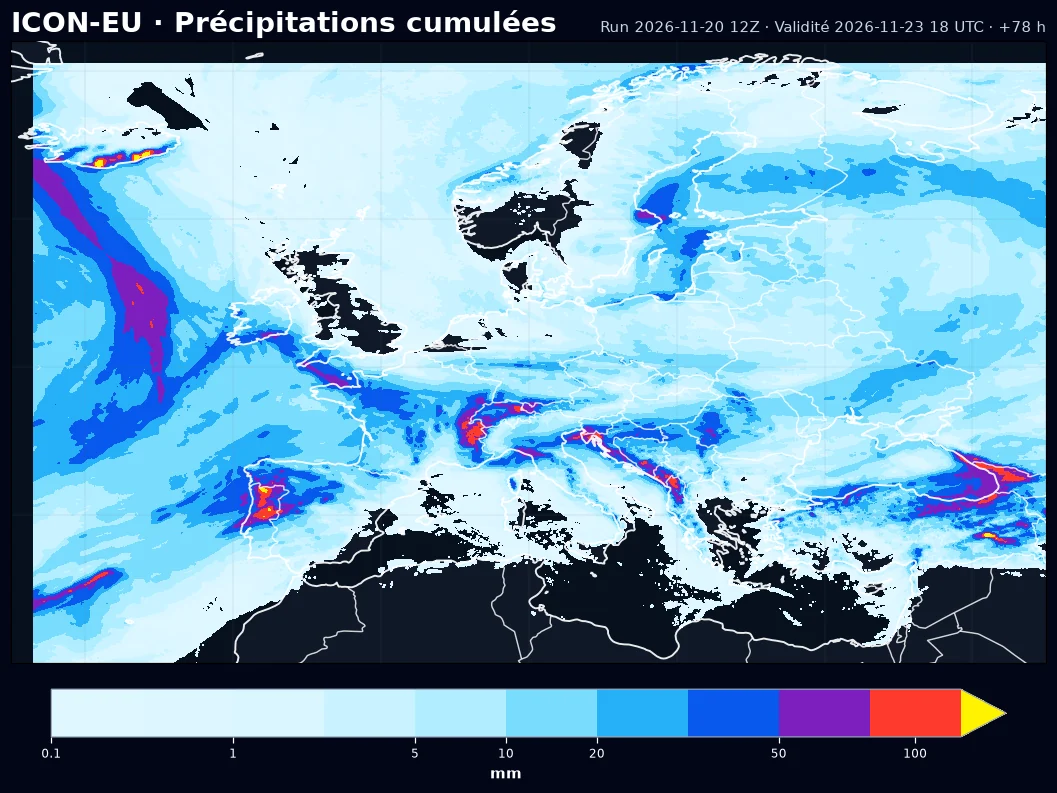 ICON-EU · Précipitations cumulées
Run 2026-11-20 12Z · Validité 2026-11-23 18 UTC · +78 h
0.1 1 5 10 20 50 100
mm